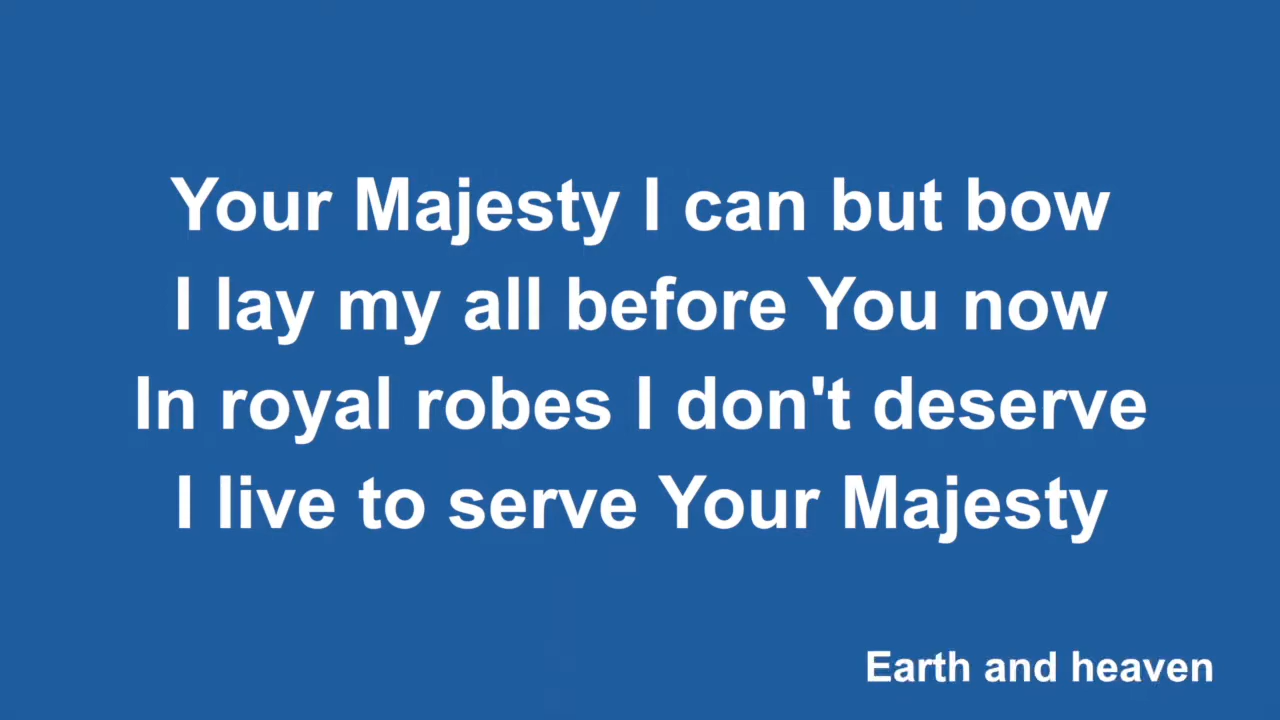 Your Majesty I can but bow
I lay my all before You now
In royal robes I don't deserve
I live to serve Your Majesty
Earth and heaven